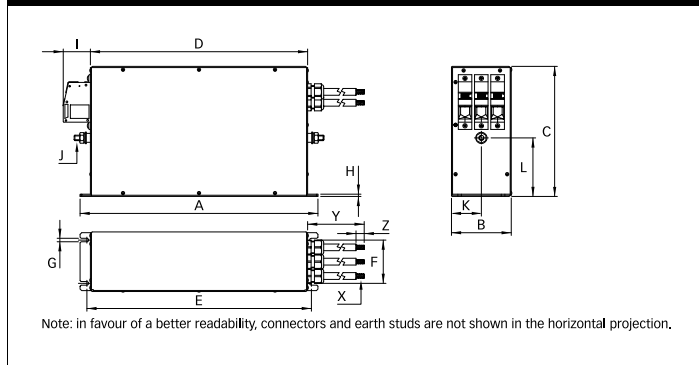 I
D
J
H
A
C
L
K
B
Y
Z
G
F
E
X
Note: in favour of a better readability, connectors and earth studs are not shown in the horizontal projection.